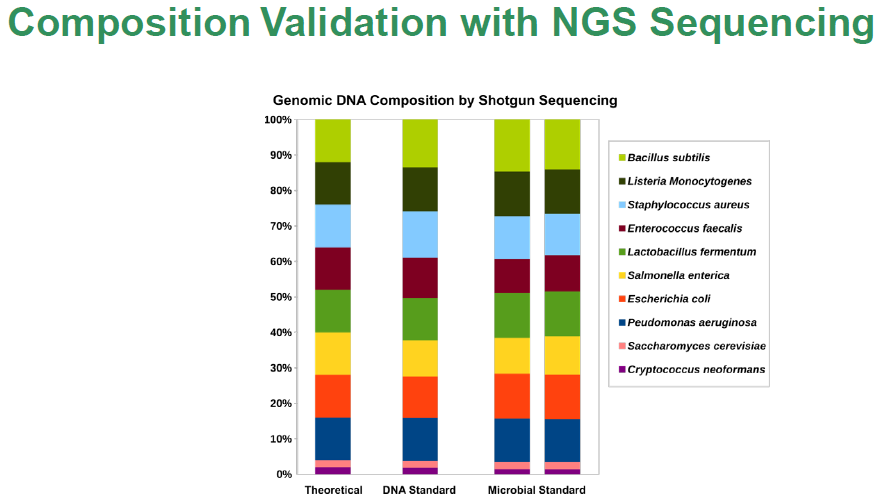 Composition Validation with NGS Sequencing
Genomic DNA Composition by Shotgun Sequencing
100%
90%
80%
70%
60%
50%
40%
30%
20%
10%
0%
Theoretical
DNA Standard
Microbial Standard
Bacillus subtilis
Listeria Monocytogenes
Staphylococcus aureus
Enterococcus faecalis
Lactobacillus fermentum
Salmonella enterica
Escherichia coli
Peudomonas aeruginosa
Saccharomyces cerevisiae
Cryptococcus neoformans